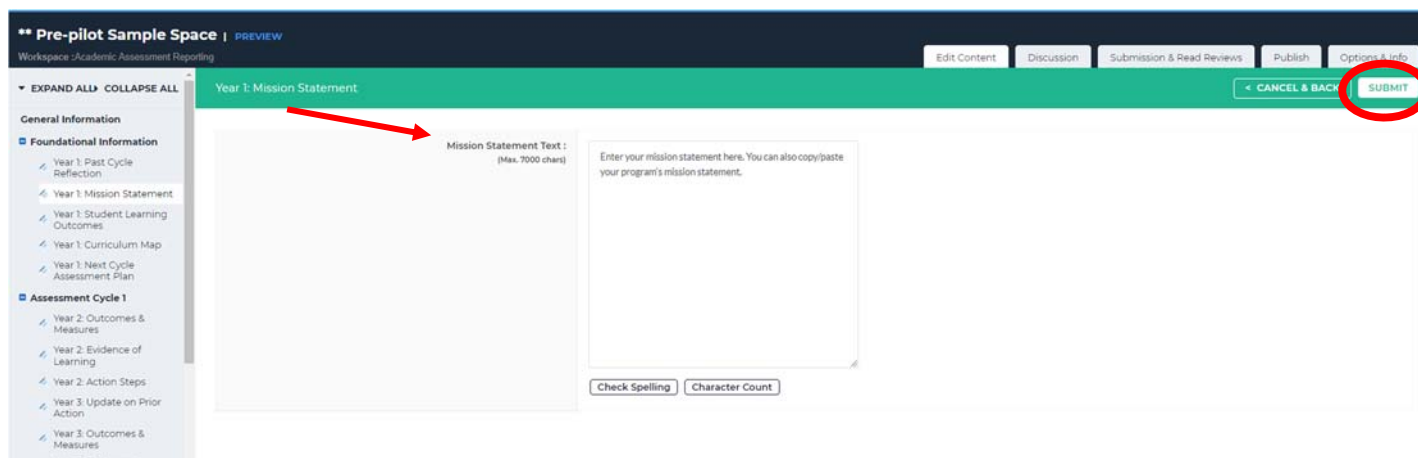 ** Pre-pilot Sample Space | PREVIEW
Workspace :Academic Assessment Reporting
Edit Content
Discussion
Submission & Read Reviews
Publish
Options & Info
EXPAND ALL COLLAPSE ALL
Year 1: Mission Statement
< CANCEL & BACK
SUBMIT
General Information
Foundational Information
Year 1: Past Cycle
Reflection
Year 1: Mission Statement
Year 1: Student Learning
Outcomes
Year 1: Curriculum Map
Year 1: Next Cycle
Assessment Plan
Assessment Cycle 1
Year 2: Outcomes &
Measures
Year 2: Evidence of
Learning
Year 2: Action Steps
Year 3: Update on Prior
Action
Year 3: Outcomes &
Measures
Mission Statement Text :
(Max. 7000 chars)
Enter your mission statement here. You can also copy/paste
your program's mission statement.
Check Spelling
Character Count